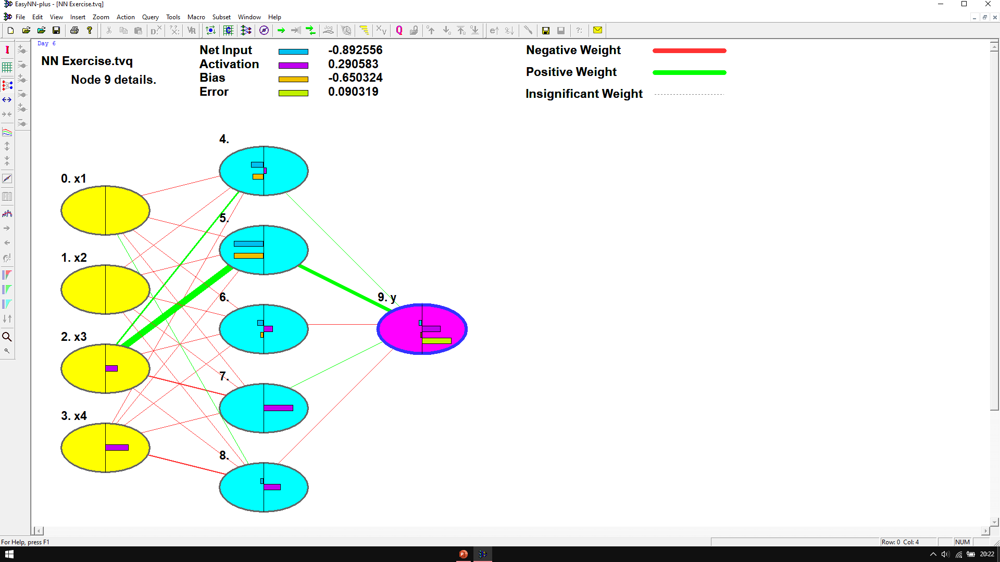 EasyNN-plus - [NN Exercise.tvq]
File Edit View Insert Zoom Action Query Tools Macro Subset Window Help
Day 6
NN Exercise.tvq
Node 9 details.
Net Input -0.892556
Activation 0.290583
Bias -0.650324
Error 0.090319
Negative Weight
Positive Weight
Insignificant Weight
4.
0. x1
5.
1. x2
6.
9. y
2. x3
7.
3. x4
8.
For Help, press F1
Row: 0 Col: 4
NUM
20:22